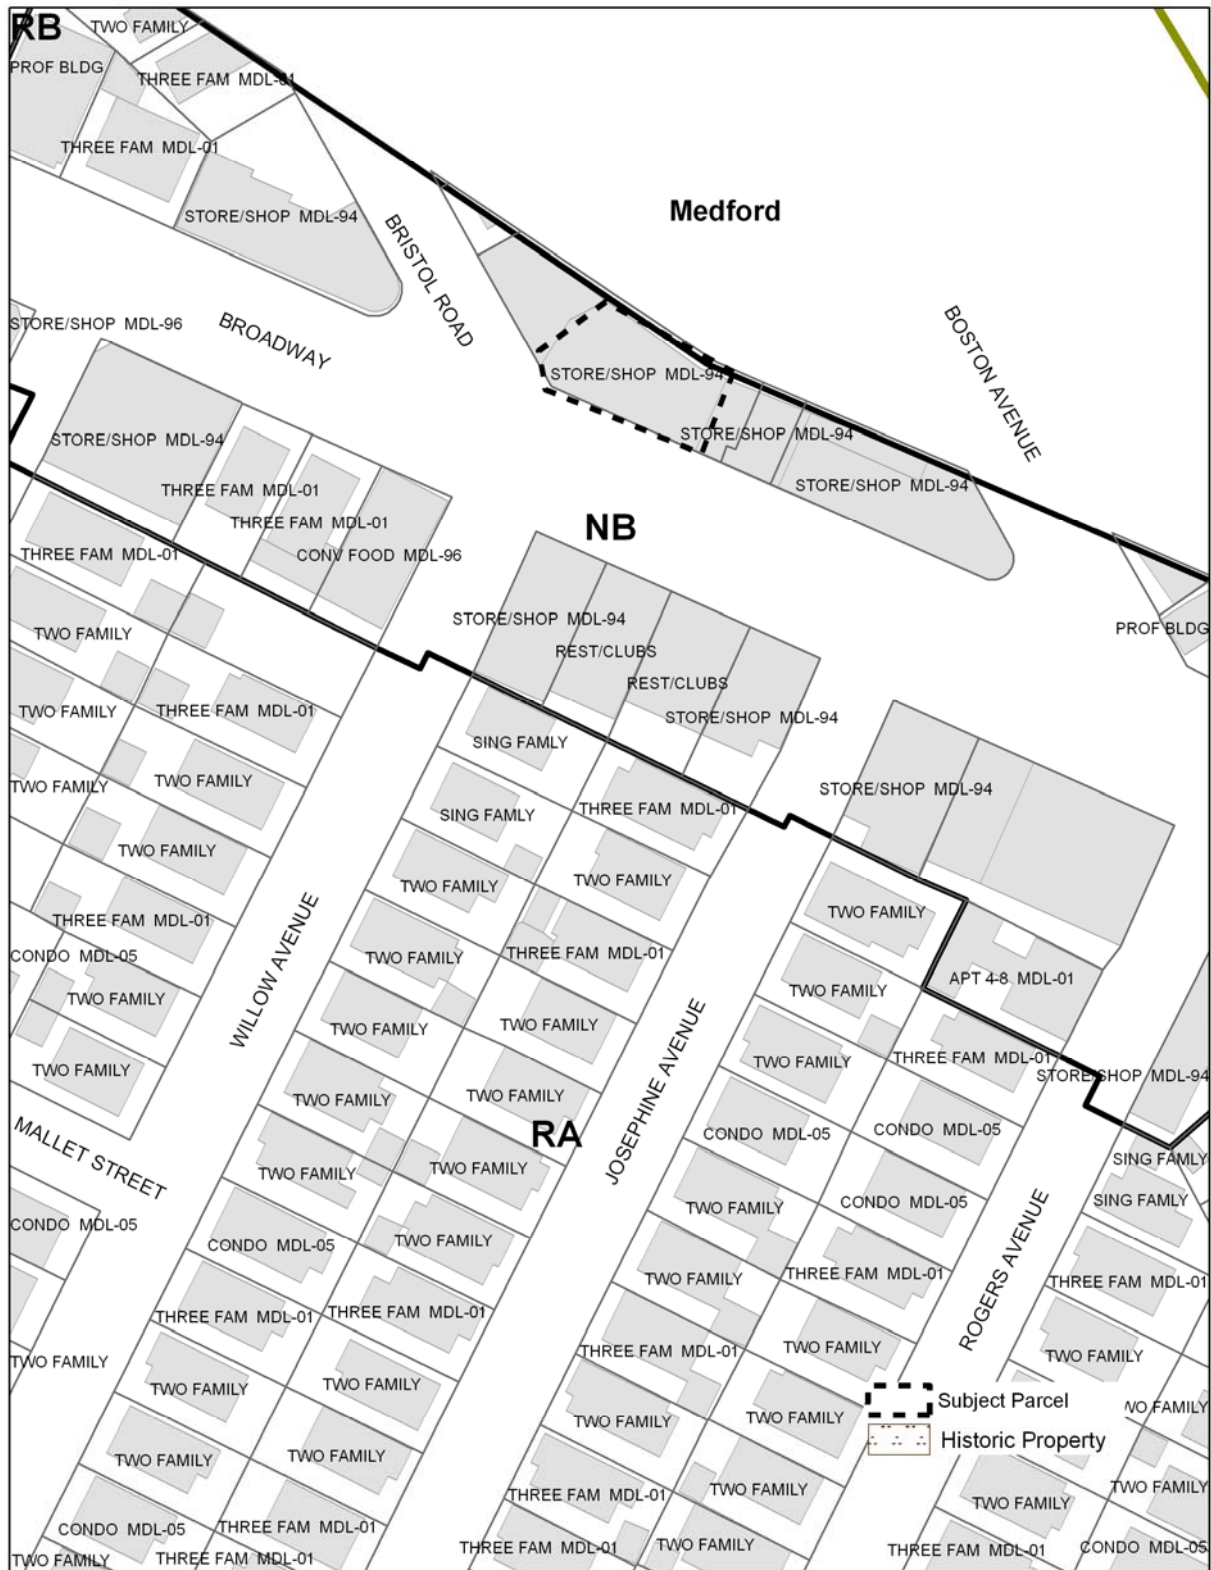 RB
TWO FAMILY
PROF BLDG
THREE FAM MDL-01
THREE FAM MDL-01
STORE/SHOP MDL-94
Medford
BRISTOL ROAD
BOSTON AVENUE
STORE/SHOP MDL-96
BROADWAY
STORE/SHOP MDL-94
STORE/SHOP MDL-94
STORE/SHOP MDL-94
STORE/SHOP MDL-94
THREE FAM MDL-01
THREE FAM MDL-01
CONV FOOD MDL-96
NB
THREE FAM MDL-01
STORE/SHOP MDL-94
REST/CLUBS
REST/CLUBS
STORE/SHOP MDL-94
PROF BLDG
TWO FAMILY
TWO FAMILY
THREE FAM MDL-01
SING FAMLY
TWO FAMILY
TWO FAMILY
SING FAMLY
THREE FAM MDL-01
STORE/SHOP MDL-94
TWO FAMILY
TWO FAMILY
TWO FAMILY
THREE FAM MDL-01
TWO FAMILY
CONDO MDL-05
TWO FAMILY
THREE FAM MDL-01
TWO FAMILY
TWO FAMILY
APT 4-8 MDL-01
WILLOW AVENUE
TWO FAMILY
TWO FAMILY
JOSEPHINE AVENUE
TWO FAMILY
THREE FAM MDL-01
STORE/SHOP MDL-94
TWO FAMILY
TWO FAMILY
TWO FAMILY
RA
CONDO MDL-05
CONDO MDL-05
MALLET STREET
TWO FAMILY
TWO FAMILY
SING FAMLY
SING FAMLY
CONDO MDL-05
CONDO MDL-05
TWO FAMILY
TWO FAMILY
CONDO MDL-05
ROGERS AVENUE
THREE FAM MDL-01
THREE FAM MDL-01
TWO FAMILY
THREE FAM MDL-01
THREE FAM MDL-01
TWO FAMILY
TWO FAMILY
TWO FAMILY
THREE FAM MDL-01
TWO FAMILY
TWO FAMILY
Subject Parcel
TWO FAMILY
TWO FAMILY
TWO FAMILY
Historic Property
FAMILY
TWO FAMILY
THREE FAM MDL-01
TWO FAMILY
TWO FAMILY
TWO FAMILY
CONDO MDL-05
THREE FAM MDL-01
THREE FAM MDL-01
TWO FAMILY
THREE FAM MDL-01
CONDO MDL-05
TWO FAMILY
THREE FAM MDL-01